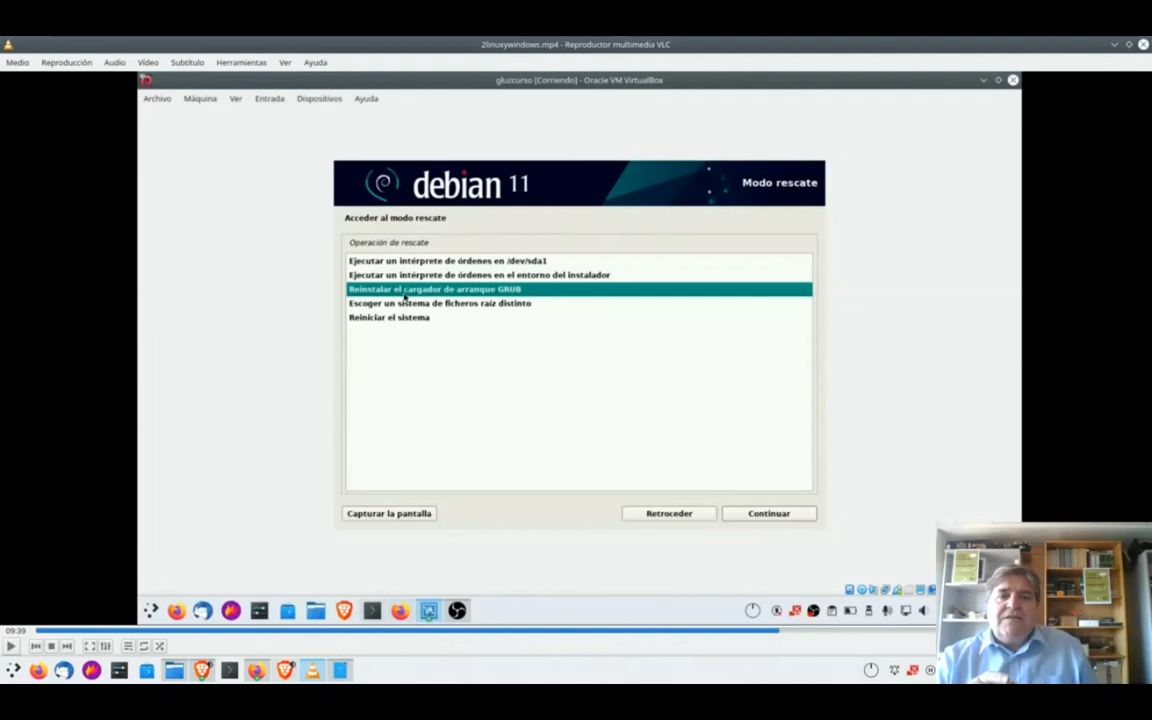 2linuxywindows.mp4 - Reproductor multimedia VLC
Medio Reproducción Audio Vídeo Subtítulo Herramientas Ver Ayuda
gluzcurso [Corriendo] - Oracle VM VirtualBox
Archivo Máquina Ver Entrada Dispositivos Ayuda
debian 11
Modo rescate
Acceder al modo rescate
Operación de rescate
Ejecutar un intérprete de órdenes en /dev/sda1
Ejecutar un intérprete de órdenes en el entorno del instalador
Reinstalar el cargador de arranque GRUB
Escoger un sistema de ficheros raíz distinto
Reiniciar el sistema
Capturar la pantalla Retroceder Continuar
09:39